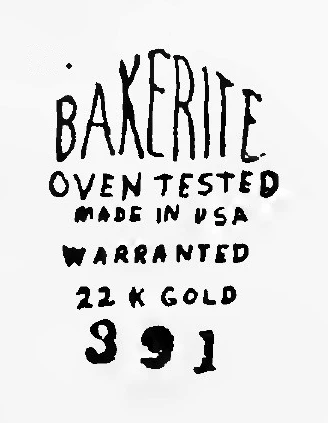 BAKERITE
OVEN TESTED
MADE IN USA
WARRANTED
22 K GOLD
391